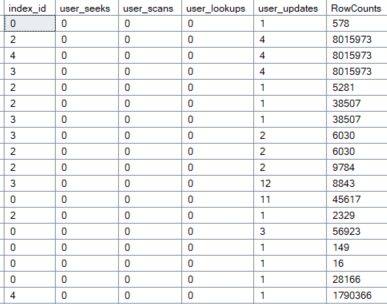 index_id user_seeks user_scans user_lookups user_updates RowCounts
0 0 0 0 1 578
2 0 0 0 4 8015973
4 0 0 0 4 8015973
3 0 0 0 4 8015973
2 0 0 0 1 5281
2 0 0 0 1 38507
3 0 0 0 1 38507
3 0 0 0 2 6030
2 0 0 0 2 6030
2 0 0 0 2 9784
3 0 0 0 12 8843
0 0 0 0 11 45617
2 0 0 0 1 2329
0 0 0 0 3 56923
0 0 0 0 1 149
0 0 0 0 1 16
0 0 0 0 1 28166
4 0 0 0 1 1790366